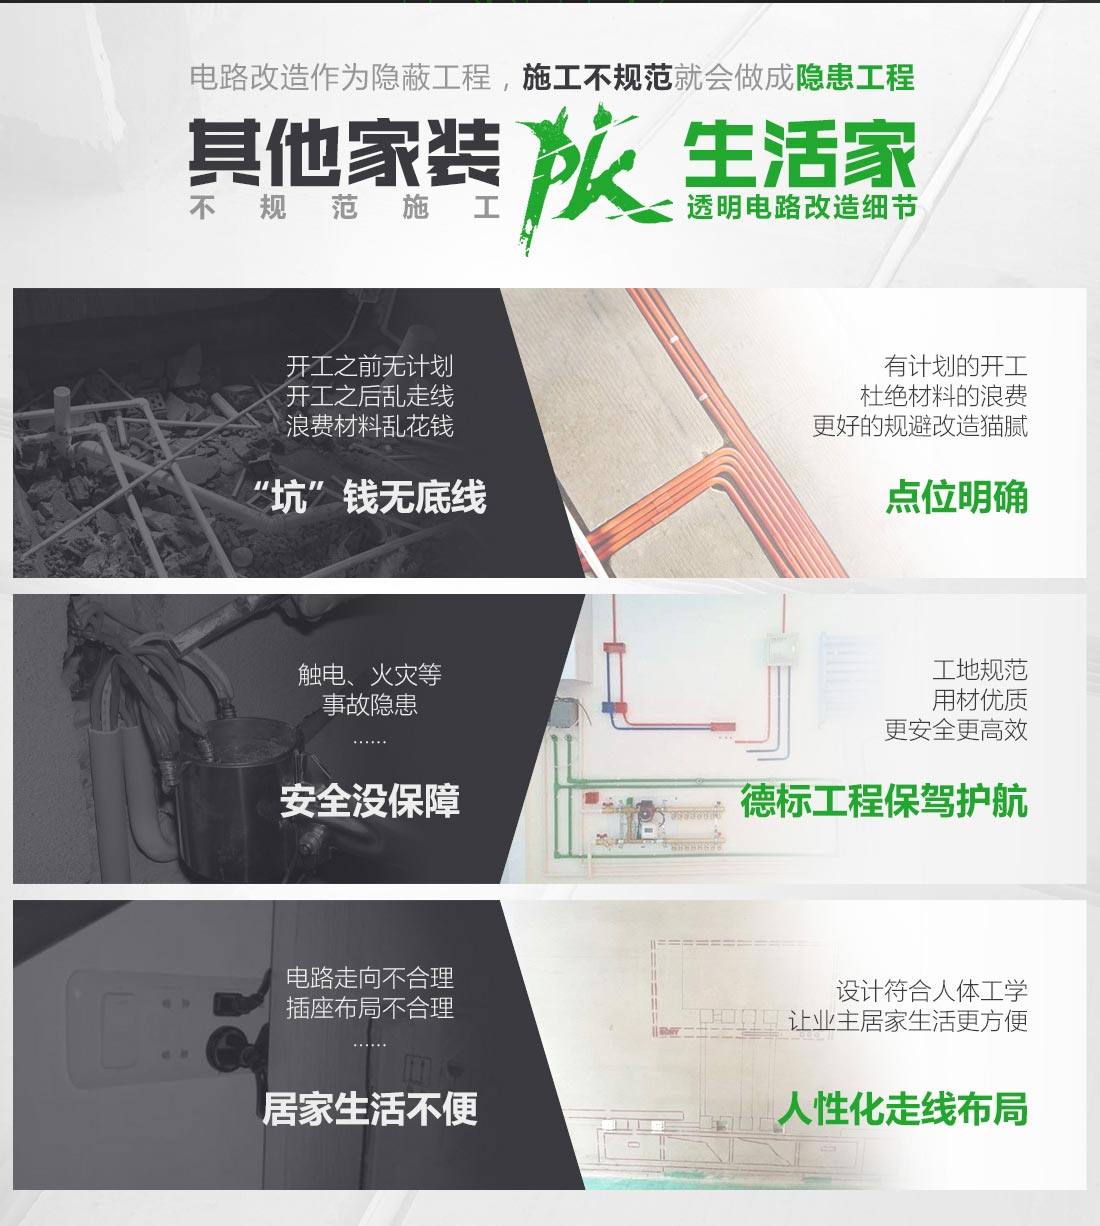 电路改造作为隐蔽工程，施工不规范就会做成隐患工程
其他家装 PK 生活家
不规范施工
透明电路改造细节
开工之前无计划
开工之后乱走线
浪费材料乱花钱
“坑”钱无底线
有计划的开工
杜绝材料的浪费
更好的规避改造猫腻
点位明确
触电、火灾等
事故隐患
……
安全没保障
工地规范
用材优质
更安全更高效
德标工程保驾护航
电路走向不合理
插座布局不合理
……
居家生活不便
设计符合人体工学
让业主居家生活更方便
SONY
人性化走线布局